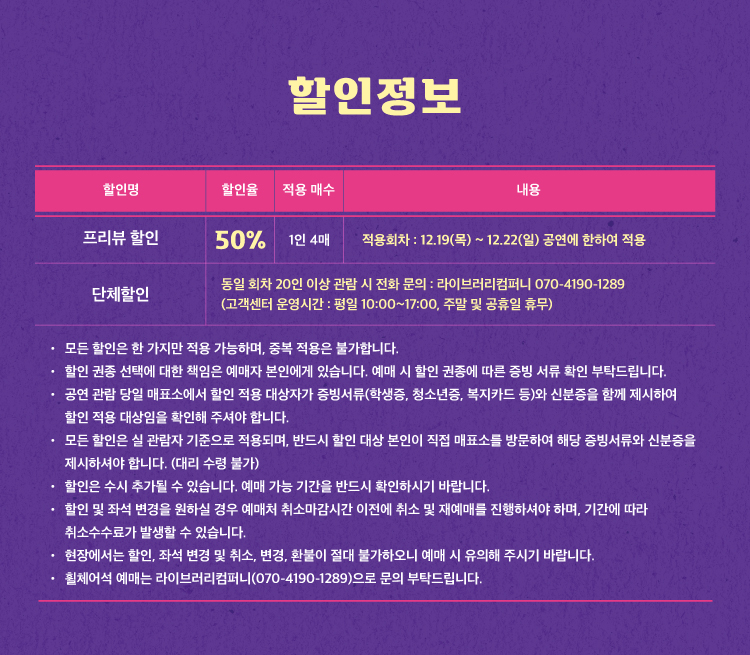 할인정보
할인명 할인율 적용 매수 내용
프리뷰 할인 50% 1인 4매 적용회차 : 12.19(목) ~ 12.22(일) 공연에 한하여 적용
단체할인 동일 회차 20인 이상 관람 시 전화 문의 : 라이브러리컴퍼니 070-4190-1289
(고객센터 운영시간 : 평일 10:00~17:00, 주말 및 공휴일 휴무)
• 모든 할인은 한 가지만 적용 가능하며, 중복 적용은 불가합니다.
• 할인 권종 선택에 대한 책임은 예매자 본인에게 있습니다. 예매 시 할인 권종에 따른 증빙 서류 확인 부탁드립니다.
• 공연 관람 당일 매표소에서 할인 적용 대상자가 증빙서류(학생증, 청소년증, 복지카드 등)와 신분증을 함께 제시하여
할인 적용 대상임을 확인해 주셔야 합니다.
• 모든 할인은 실 관람자 기준으로 적용되며, 반드시 할인 대상 본인이 직접 매표소를 방문하여 해당 증빙서류와 신분증을
제시하셔야 합니다. (대리 수령 불가)
• 할인은 수시 추가될 수 있습니다. 예매 가능 기간을 반드시 확인하시기 바랍니다.
• 할인 및 좌석 변경을 원하실 경우 예매처 취소마감시간 이전에 취소 및 재예매를 진행하셔야 하며, 기간에 따라
취소수수료가 발생할 수 있습니다.
• 현장에서는 할인, 좌석 변경 및 취소, 변경, 환불이 절대 불가하오니 예매 시 유의해 주시기 바랍니다.
• 휠체어석 예매는 라이브러리컴퍼니(070-4190-1289)으로 문의 부탁드립니다.